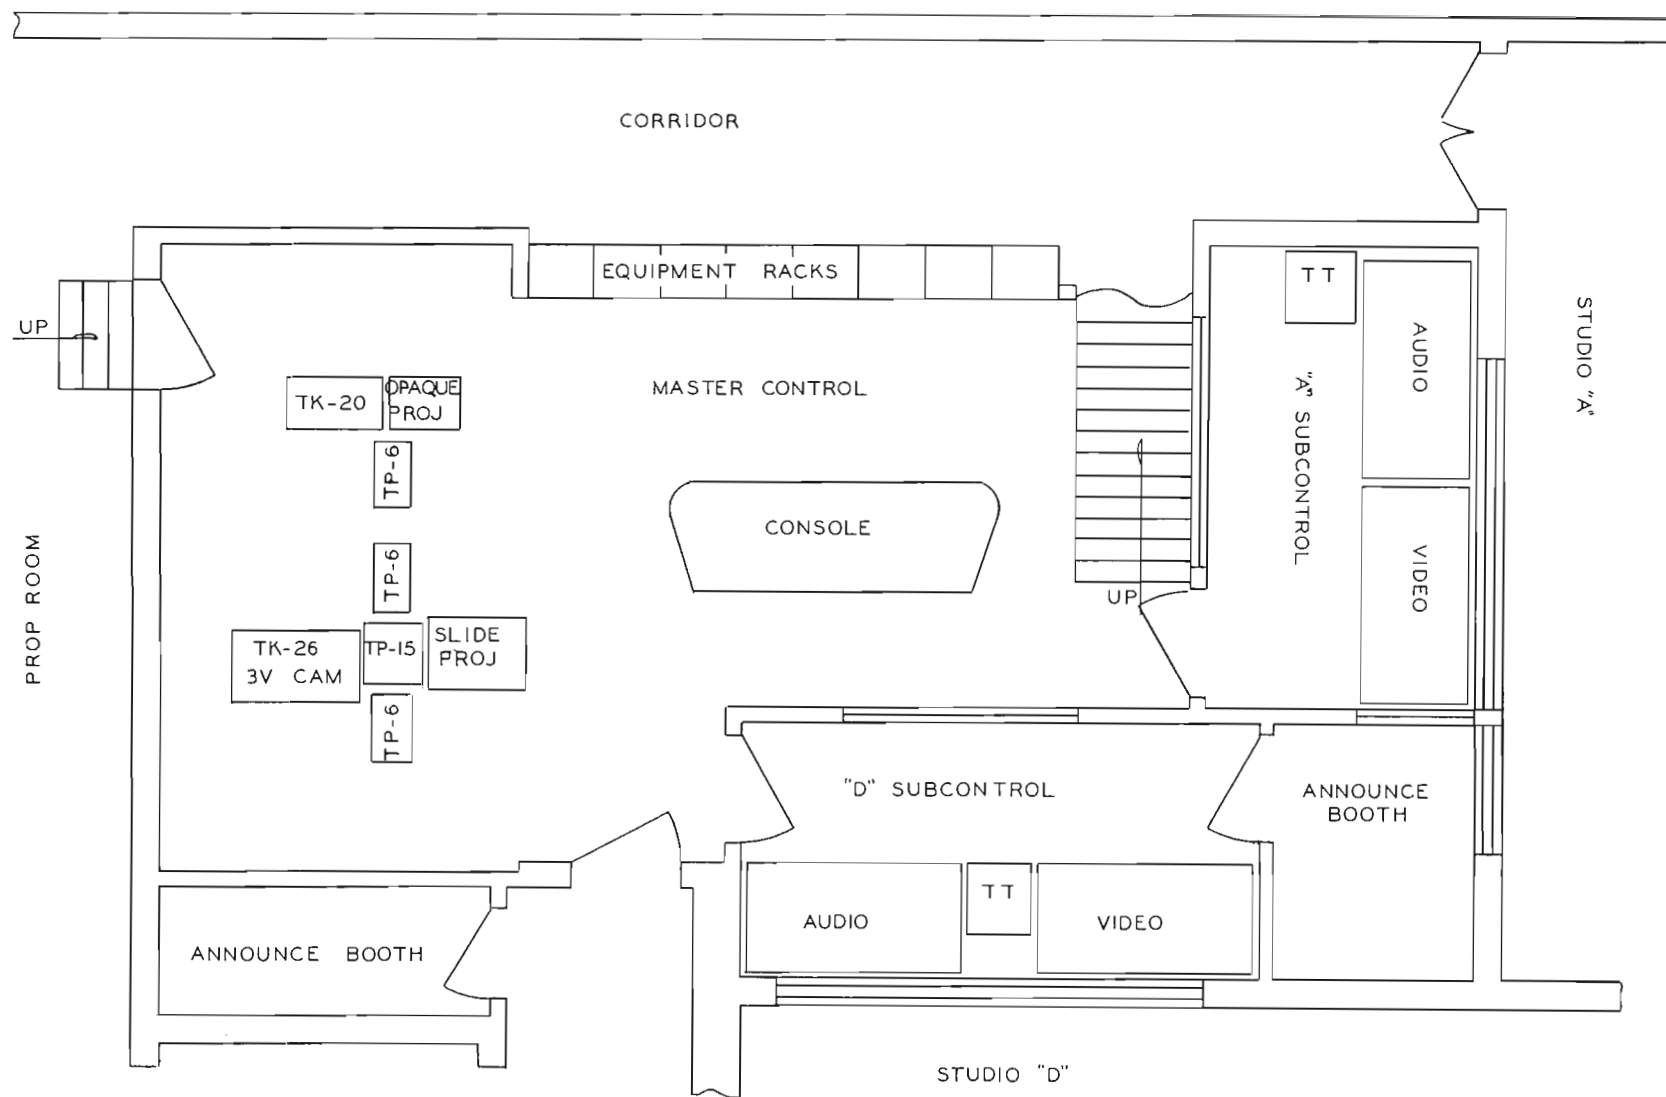 CORRIDOR
EQUIPMENT RACKS
TT
UP
AUDIO
STUDIO "A"
TK-20
OPAQUE
PROJ
MASTER CONTROL
"A" SUBCONTROL
TP-6
CONSOLE
VIDEO
PROP ROOM
TP-6
UP
TK-26
3V CAM
TP-15
SLIDE
PROJ
TP-6
"D" SUBCONTROL
ANNOUNCE
BOOTH
TT
AUDIO
VIDEO
ANNOUNCE BOOTH
STUDIO "D"